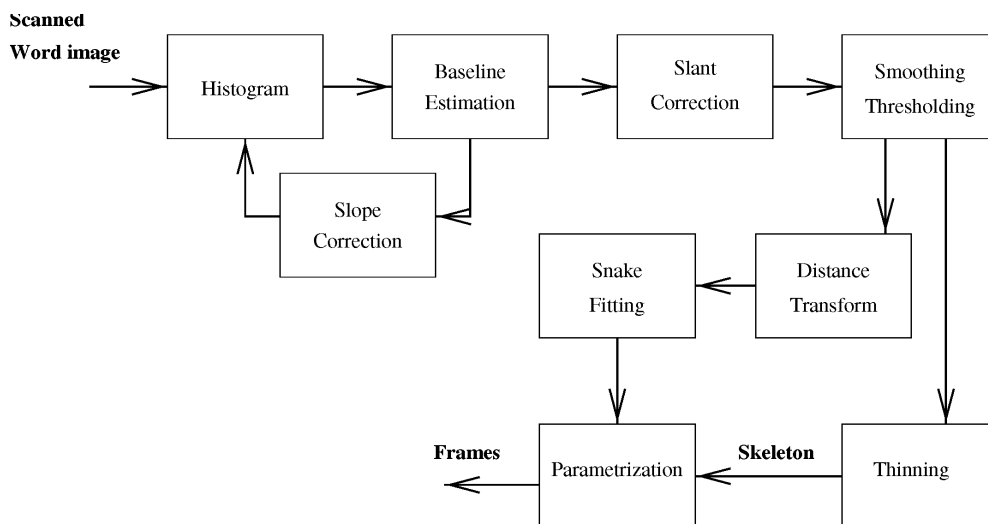 Scanned
Word image
Histogram
Baseline
Estimation
Slant
Correction
Smoothing
Thresholding
Slope
Correction
Snake
Fitting
Distance
Transform
Frames
Parametrization
Skeleton
Thinning